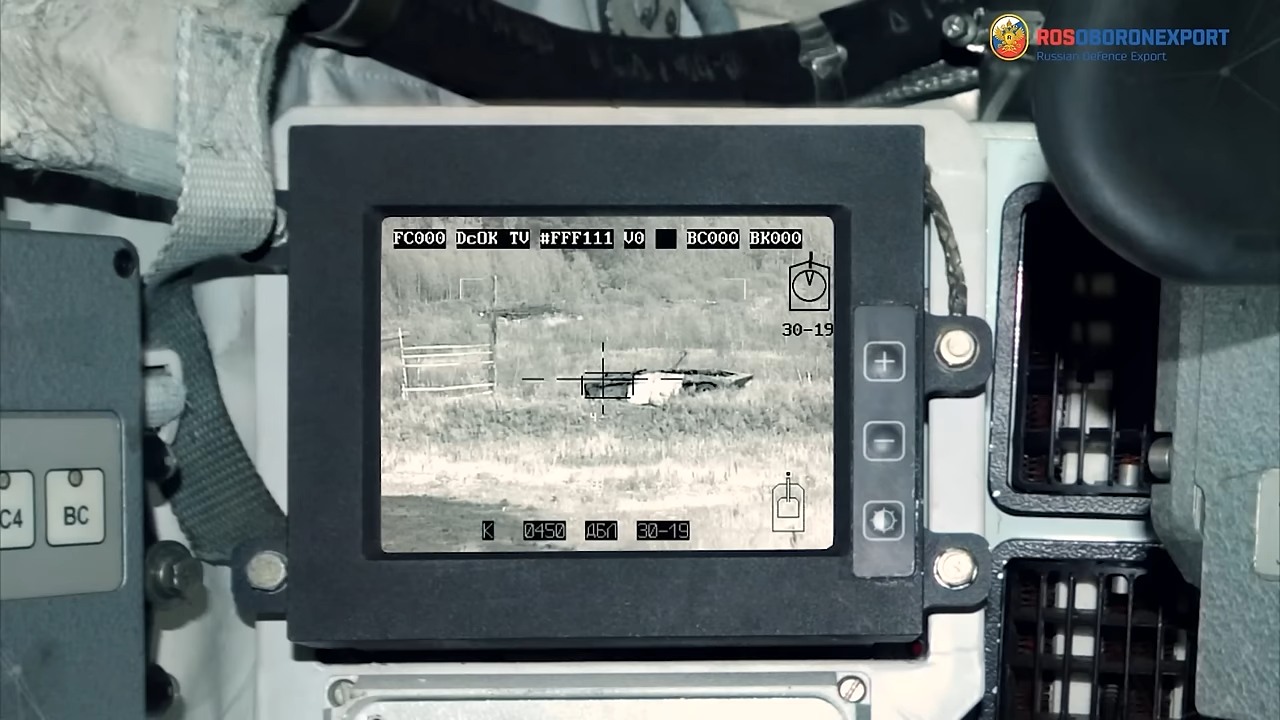 ROSOBORONEXPORT
Russian Defence Export
FC000 DcOK TV #FFF111 V0 BC000 BK000
30-19
C4
BC
K 0450 ДБЛ 30-19